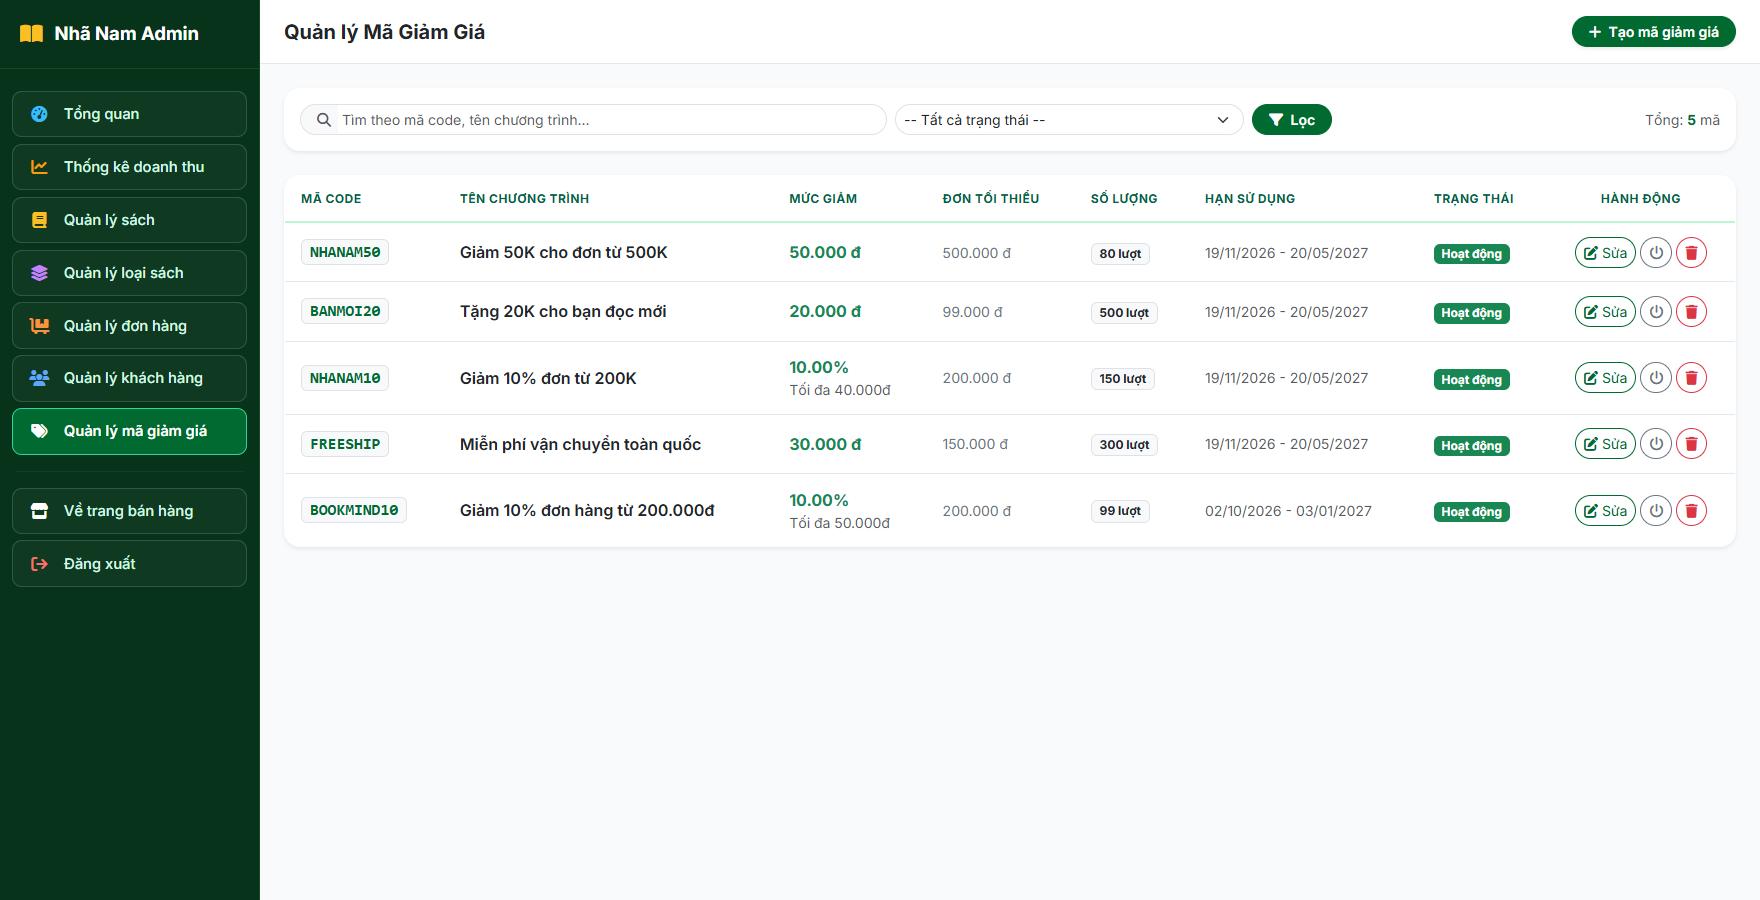 Nhã Nam Admin
Tổng quan
Thống kê doanh thu
Quản lý sách
Quản lý loại sách
Quản lý đơn hàng
Quản lý khách hàng
Quản lý mã giảm giá
Về trang bán hàng
Đăng xuất
Quản lý Mã Giảm Giá
Tạo mã giảm giá
Tìm theo mã code, tên chương trình...
-- Tất cả trạng thái --
Lọc
Tổng: 5 mã
MÃ CODE TÊN CHƯƠNG TRÌNH MỨC GIẢM ĐƠN TỐI THIỂU SỐ LƯỢNG HẠN SỬ DỤNG TRẠNG THÁI HÀNH ĐỘNG
NHANAM50 Giảm 50K cho đơn từ 500K 50.000 đ 500.000 đ 80 lượt 19/11/2026 - 20/05/2027 Hoạt động Sửa
BANMOI20 Tặng 20K cho bạn đọc mới 20.000 đ 99.000 đ 500 lượt 19/11/2026 - 20/05/2027 Hoạt động Sửa
NHANAM10 Giảm 10% đơn từ 200K 10.00% 200.000 đ 150 lượt 19/11/2026 - 20/05/2027 Hoạt động Sửa
Tối đa 40.000đ
FREESHIP Miễn phí vận chuyển toàn quốc 30.000 đ 150.000 đ 300 lượt 19/11/2026 - 20/05/2027 Hoạt động Sửa
BOOKMIND10 Giảm 10% đơn hàng từ 200.000đ 10.00% 200.000 đ 99 lượt 02/10/2026 - 03/01/2027 Hoạt động Sửa
Tối đa 50.000đ